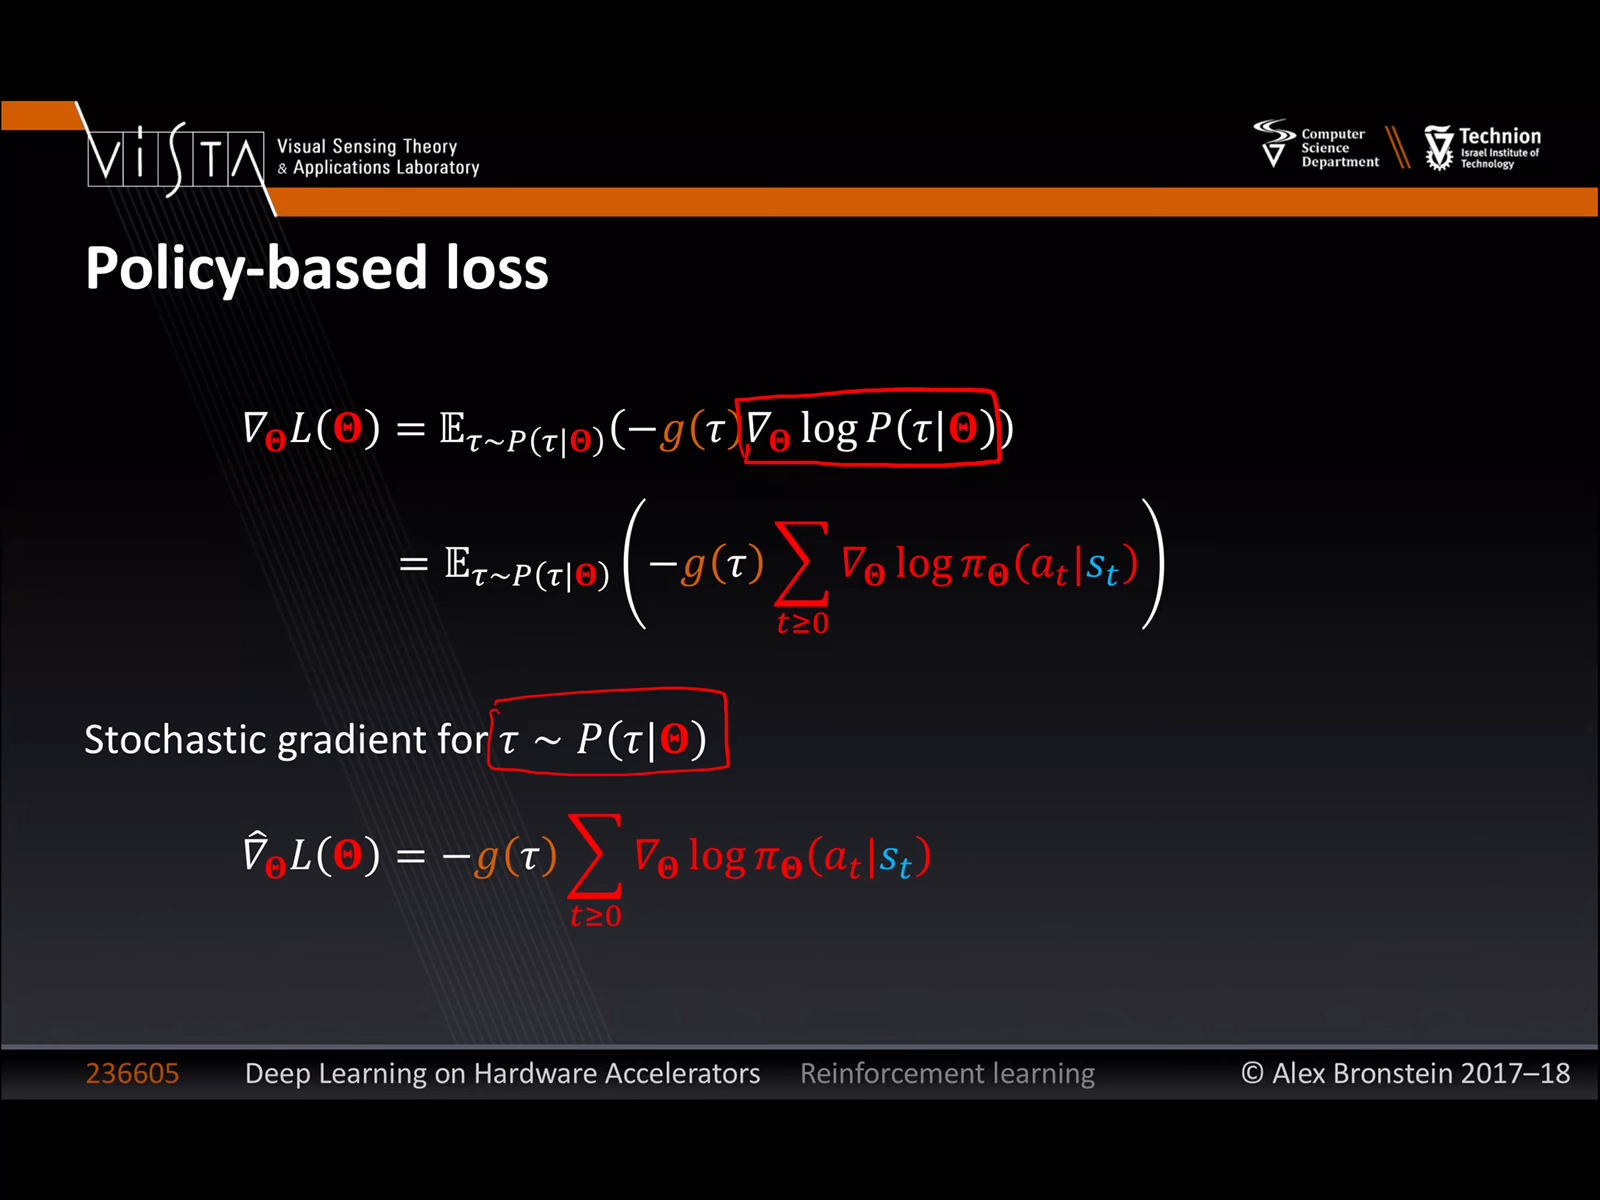 ViSTA
Visual Sensing Theory
& Applications Laboratory
Computer
Science
Department
Technion
Israel Institute of
Technology
Policy-based loss
∇_Θ L(Θ) = 𝔼_{τ~P(τ|Θ)}(−g(τ)∇_Θ log P(τ|Θ))
= 𝔼_{τ~P(τ|Θ)}(−g(τ) ∑_{t≥0} ∇_Θ log π_Θ(a_t|s_t))
Stochastic gradient for τ ~ P(τ|Θ)
∇̂_Θ L(Θ) = −g(τ) ∑_{t≥0} ∇_Θ log π_Θ(a_t|s_t)
236605 Deep Learning on Hardware Accelerators Reinforcement learning © Alex Bronstein 2017–18